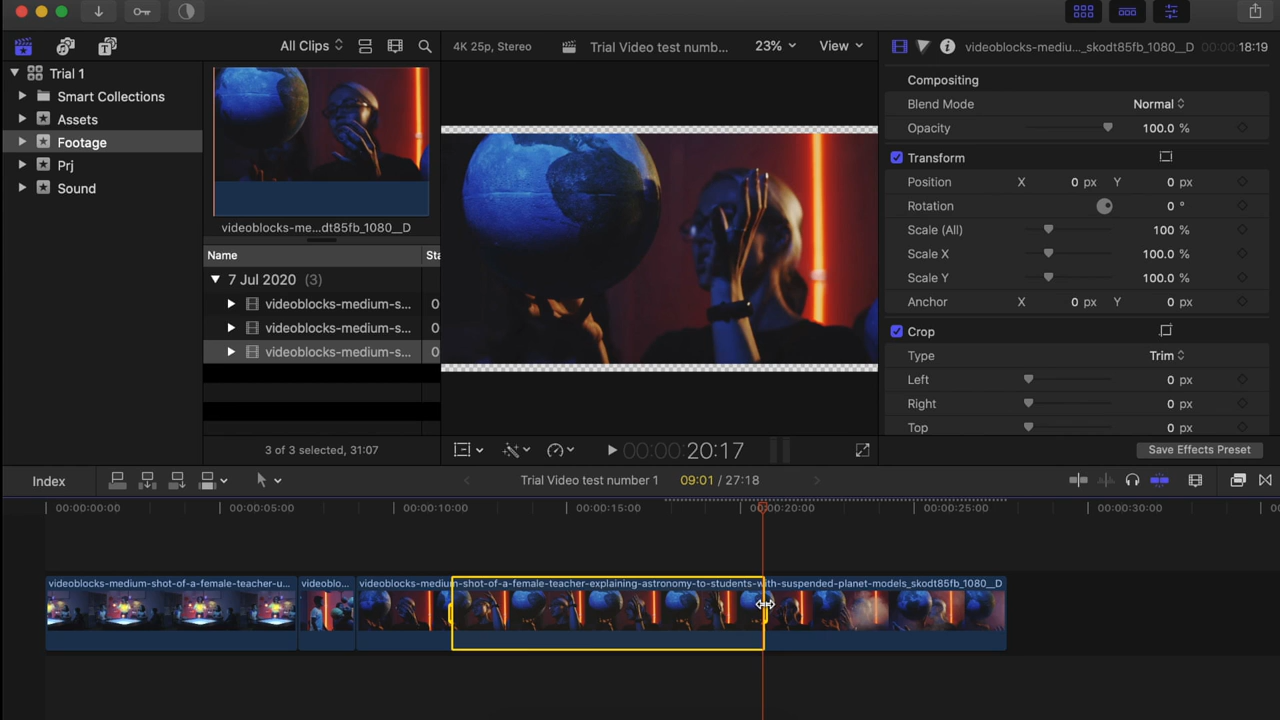 All Clips
4K 25p, Stereo
Trial Video test numb...
23%
View
videoblocks-mediu..._skodt85fb_1080__D
00:00:18:19
Trial 1
Smart Collections
Assets
Footage
Prj
Sound
videoblocks-me...dt85fb_1080__D
Name
Sta
7 Jul 2020 (3)
videoblocks-medium-s... 0
videoblocks-medium-s... 0
videoblocks-medium-s... 0
3 of 3 selected, 31:07
Compositing
Blend Mode Normal
Opacity 100.0 %
Transform
Position X 0 px Y 0 px
Rotation 0 °
Scale (All) 100 %
Scale X 100.0 %
Scale Y 100.0 %
Anchor X 0 px Y 0 px
Crop
Type Trim
Left 0 px
Right 0 px
Top 0 px
00:00:20:17
Save Effects Preset
Index
Trial Video test number 1
09:01 / 27:18
00:00:00:00
00:00:05:00
00:00:10:00
00:00:15:00
00:00:20:00
00:00:25:00
00:00:30:00
videoblocks-medium-shot-of-a-female-teacher-u...
videoblo...
videoblocks-medium-shot-of-a-female-teacher-explaining-astronomy-to-students-with-suspended-planet-models_skodt85fb_1080__D